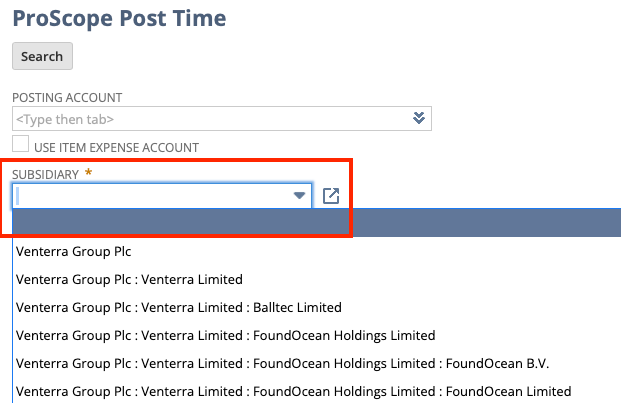 ProScope Post Time
Search
POSTING ACCOUNT
<Type then tab>
USE ITEM EXPENSE ACCOUNT
SUBSIDIARY *
Venterra Group Plc
Venterra Group Plc : Venterra Limited
Venterra Group Plc : Venterra Limited : Balltec Limited
Venterra Group Plc : Venterra Limited : FoundOcean Holdings Limited
Venterra Group Plc : Venterra Limited : FoundOcean Holdings Limited : FoundOcean B.V.
Venterra Group Plc : Venterra Limited : FoundOcean Holdings Limited : FoundOcean Limited